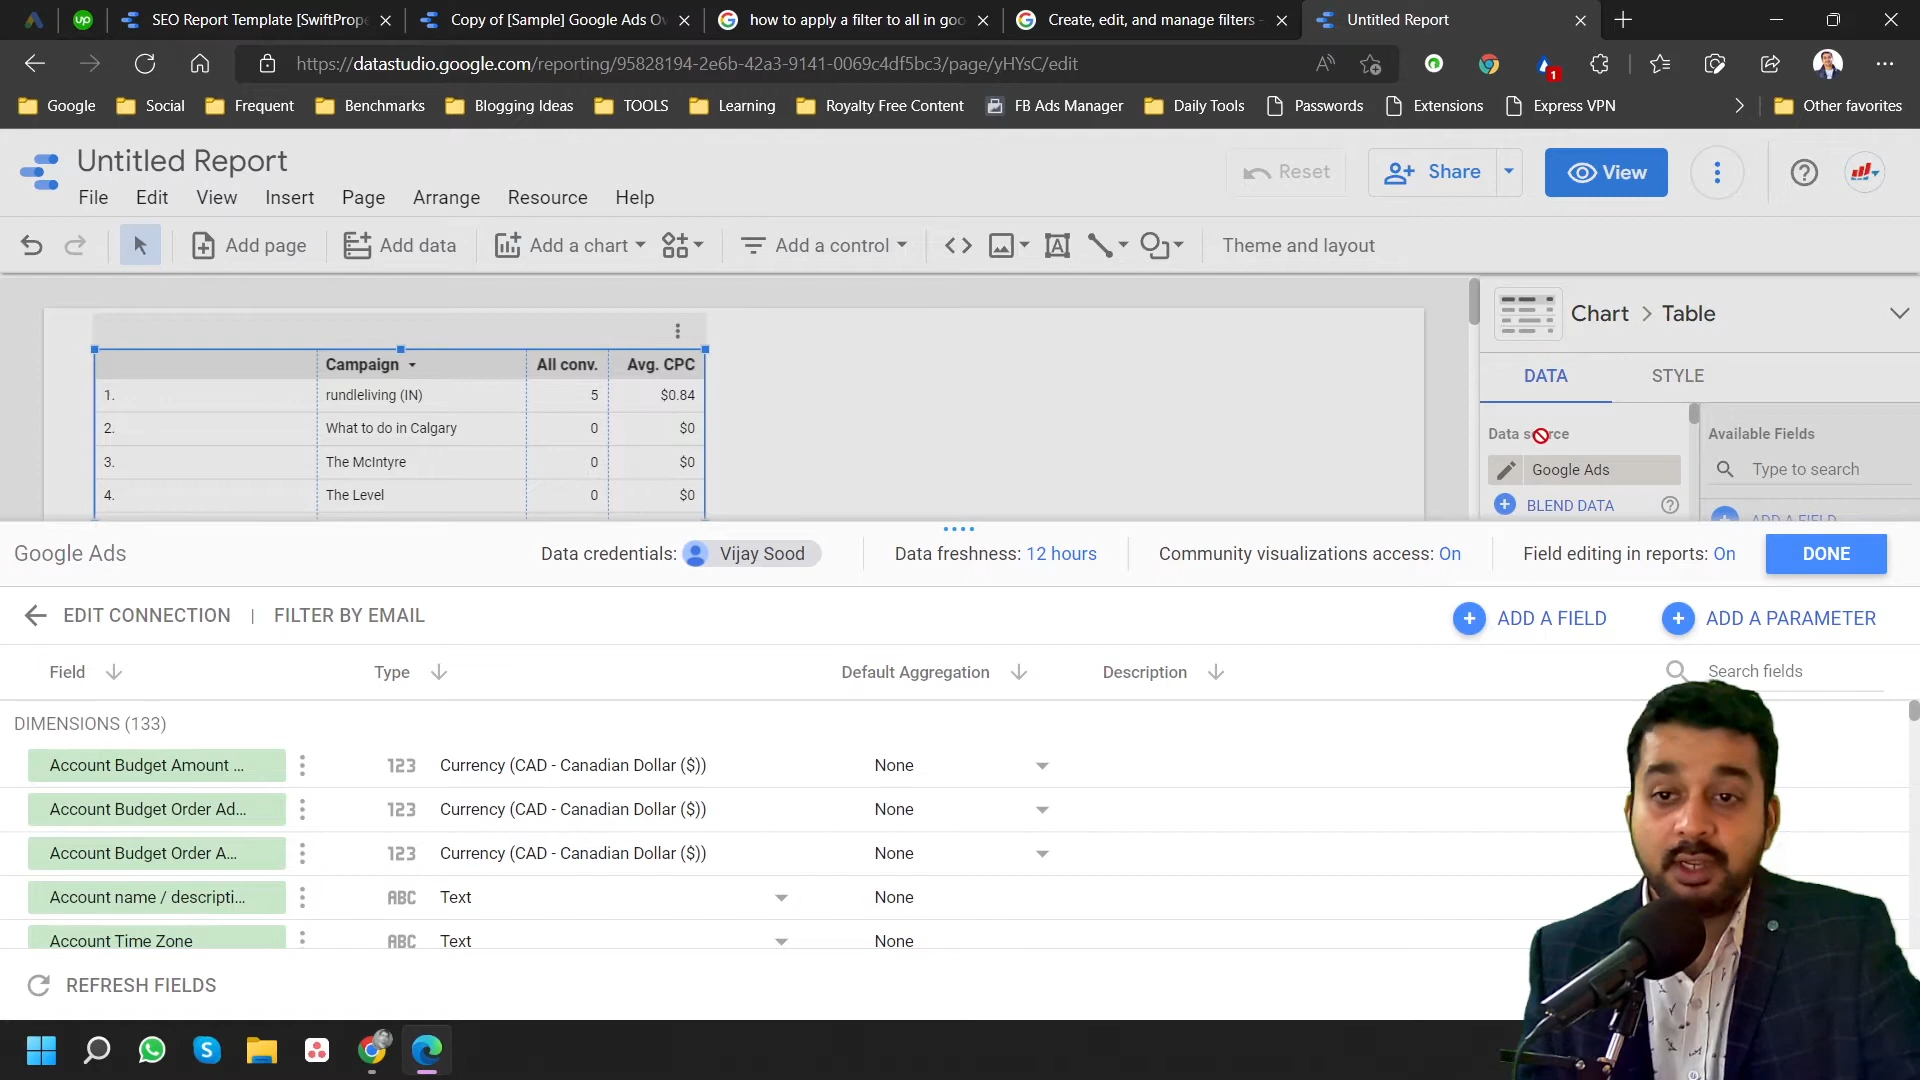 SEO Report Template [SwiftPrope
Copy of [Sample] Google Ads Ov
how to apply a filter to all in goo
Create, edit, and manage filters -
Untitled Report
https://datastudio.google.com/reporting/95828194-2e6b-42a3-9141-0069c4df5bc3/page/yHYsC/edit
1
Google
Social
Frequent
Benchmarks
Blogging Ideas
TOOLS
Learning
Royalty Free Content
FB Ads Manager
Daily Tools
Passwords
Extensions
Express VPN
Other favorites
Untitled Report
Reset
Share
View
File Edit View Insert Page Arrange Resource Help
Add page
Add data
Add a chart
Add a control
Theme and layout
Chart > Table
DATA
STYLE
Campaign All conv. Avg. CPC
1. rundleliving (IN) 5 $0.84
2. What to do in Calgary 0 $0
3. The McIntyre 0 $0
4. The Level 0 $0
Data source
Available Fields
Google Ads
Type to search
BLEND DATA
ADD A FIELD
Google Ads
Data credentials: Vijay Sood
Data freshness: 12 hours
Community visualizations access: On
Field editing in reports: On
DONE
EDIT CONNECTION | FILTER BY EMAIL
ADD A FIELD
ADD A PARAMETER
Field
Type
Default Aggregation
Description
Search fields
DIMENSIONS (133)
Account Budget Amount ... 123 Currency (CAD - Canadian Dollar ($)) None
Account Budget Order Ad... 123 Currency (CAD - Canadian Dollar ($)) None
Account Budget Order A... 123 Currency (CAD - Canadian Dollar ($)) None
Account name / descripti... ABC Text None
Account Time Zone ABC Text None
REFRESH FIELDS